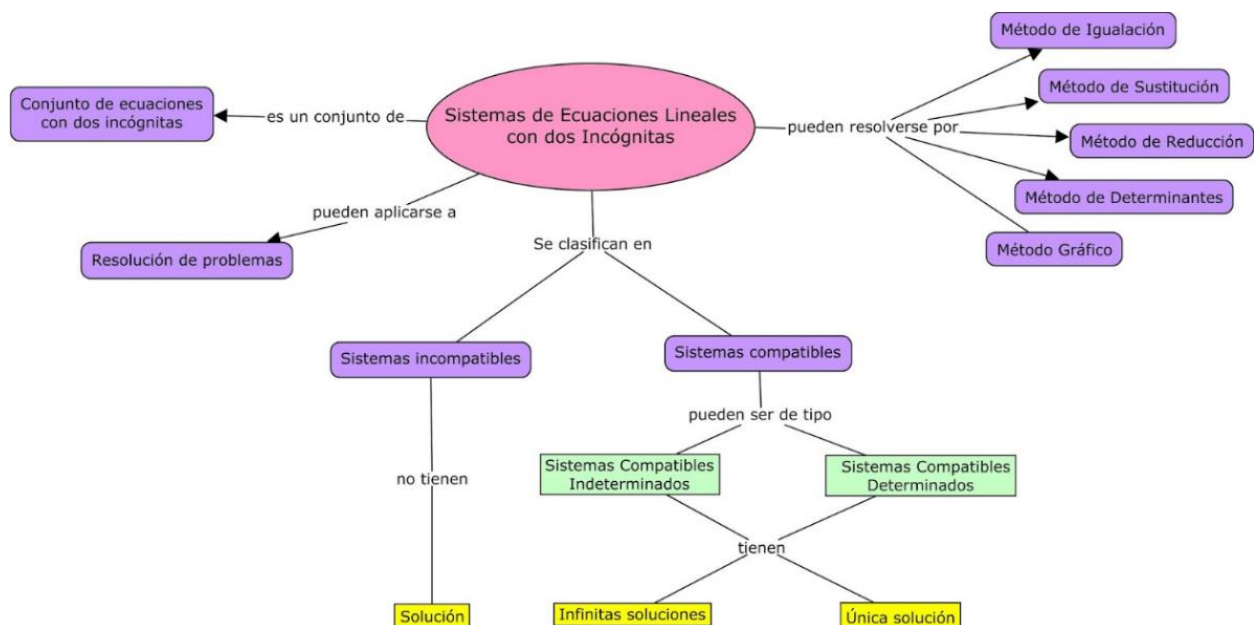 Sistemas de Ecuaciones Lineales
con dos Incógnitas
es un conjunto de
Conjunto de ecuaciones
con dos incógnitas
pueden aplicarse a
Resolución de problemas
pueden resolverse por
Método de Igualación
Método de Sustitución
Método de Reducción
Método de Determinantes
Método Gráfico
Se clasifican en
Sistemas incompatibles
no tienen
Solución
Sistemas compatibles
pueden ser de tipo
Sistemas Compatibles
Indeterminados
Sistemas Compatibles
Determinados
tienen
Infinitas soluciones
Única solución